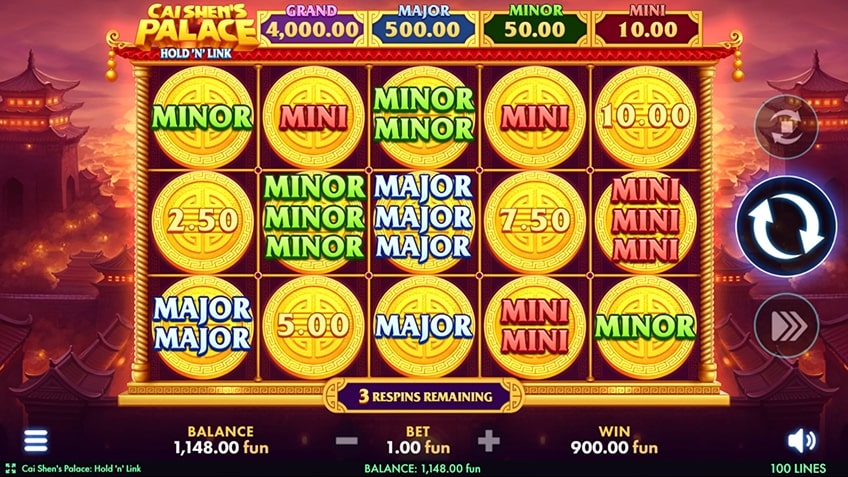 CAI SHEN'S
PALACE
HOLD 'N' LINK
GRAND
4,000.00
MAJOR
500.00
MINOR
50.00
MINI
10.00
MINOR
MINI
MINOR
MINOR
MINI
10.00
2.50
MINOR
MINOR
MINOR
MAJOR
MAJOR
MAJOR
7.50
MINI
MINI
MINI
MAJOR
MAJOR
5.00
MAJOR
MINI
MINI
MINOR
3 RESPINS REMAINING
BALANCE
1,148.00 fun
BET
1.00 fun
WIN
900.00 fun
Cai Shen's Palace: Hold 'n' Link
BALANCE: 1,148.00 fun
100 LINES